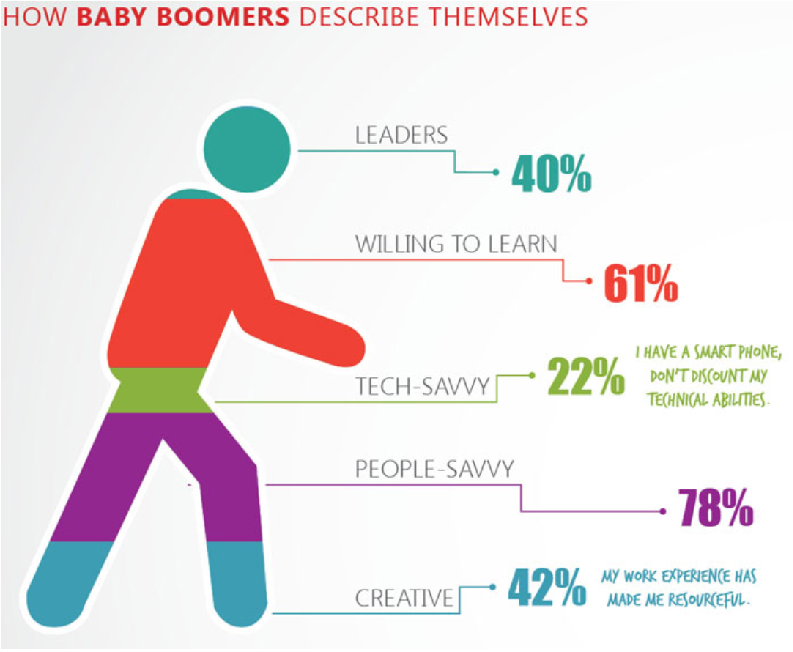 HOW BABY BOOMERS DESCRIBE THEMSELVES
LEADERS
40%
WILLING TO LEARN
61%
TECH-SAVVY
22%
I HAVE A SMART PHONE,
DON'T DISCOUNT MY
TECHNICAL ABILITIES.
PEOPLE-SAVVY
78%
CREATIVE
42%
MY WORK EXPERIENCE HAS
MADE ME RESOURCEFUL.